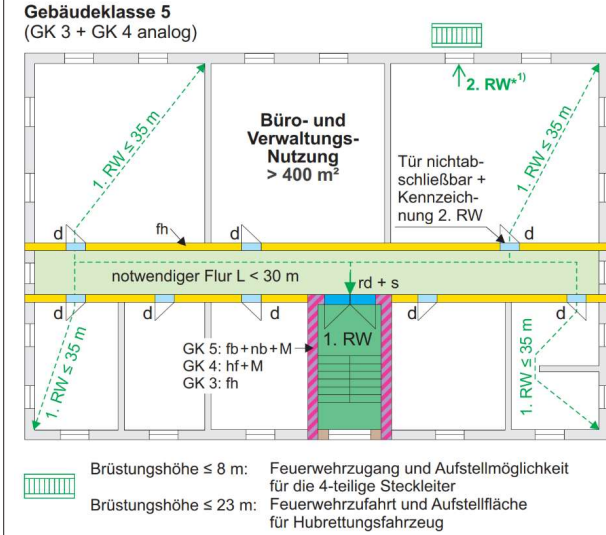 Gebäudeklasse 5
(GK 3 + GK 4 analog)
2. RW*¹⁾
1. RW ≤ 35 m
Büro- und
Verwaltungs-
Nutzung
> 400 m²
1. RW ≤ 35 m
Tür nichtab-
schließbar +
Kennzeich-
nung 2. RW
d
fh
d
d
notwendiger Flur L < 30 m
rd + s
d
d
d
d
1. RW ≤ 35 m
GK 5: fb+nb+M
GK 4: hf+M
GK 3: fh
1. RW
1. RW ≤ 35 m
Brüstungshöhe ≤ 8 m: Feuerwehrzugang und Aufstellmöglichkeit
für die 4-teilige Steckleiter
Brüstungshöhe ≤ 23 m: Feuerwehrzufahrt und Aufstellfläche
für Hubrettungsfahrzeug